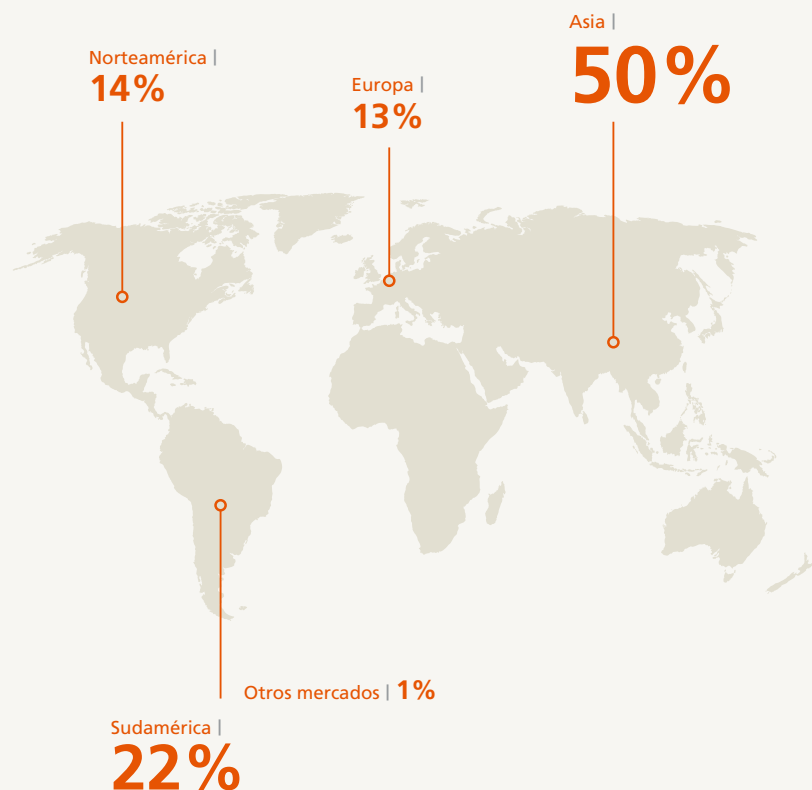 Asia |
50%
Norteamérica |
14%
Europa |
13%
Otros mercados | 1%
Sudamérica |
22%